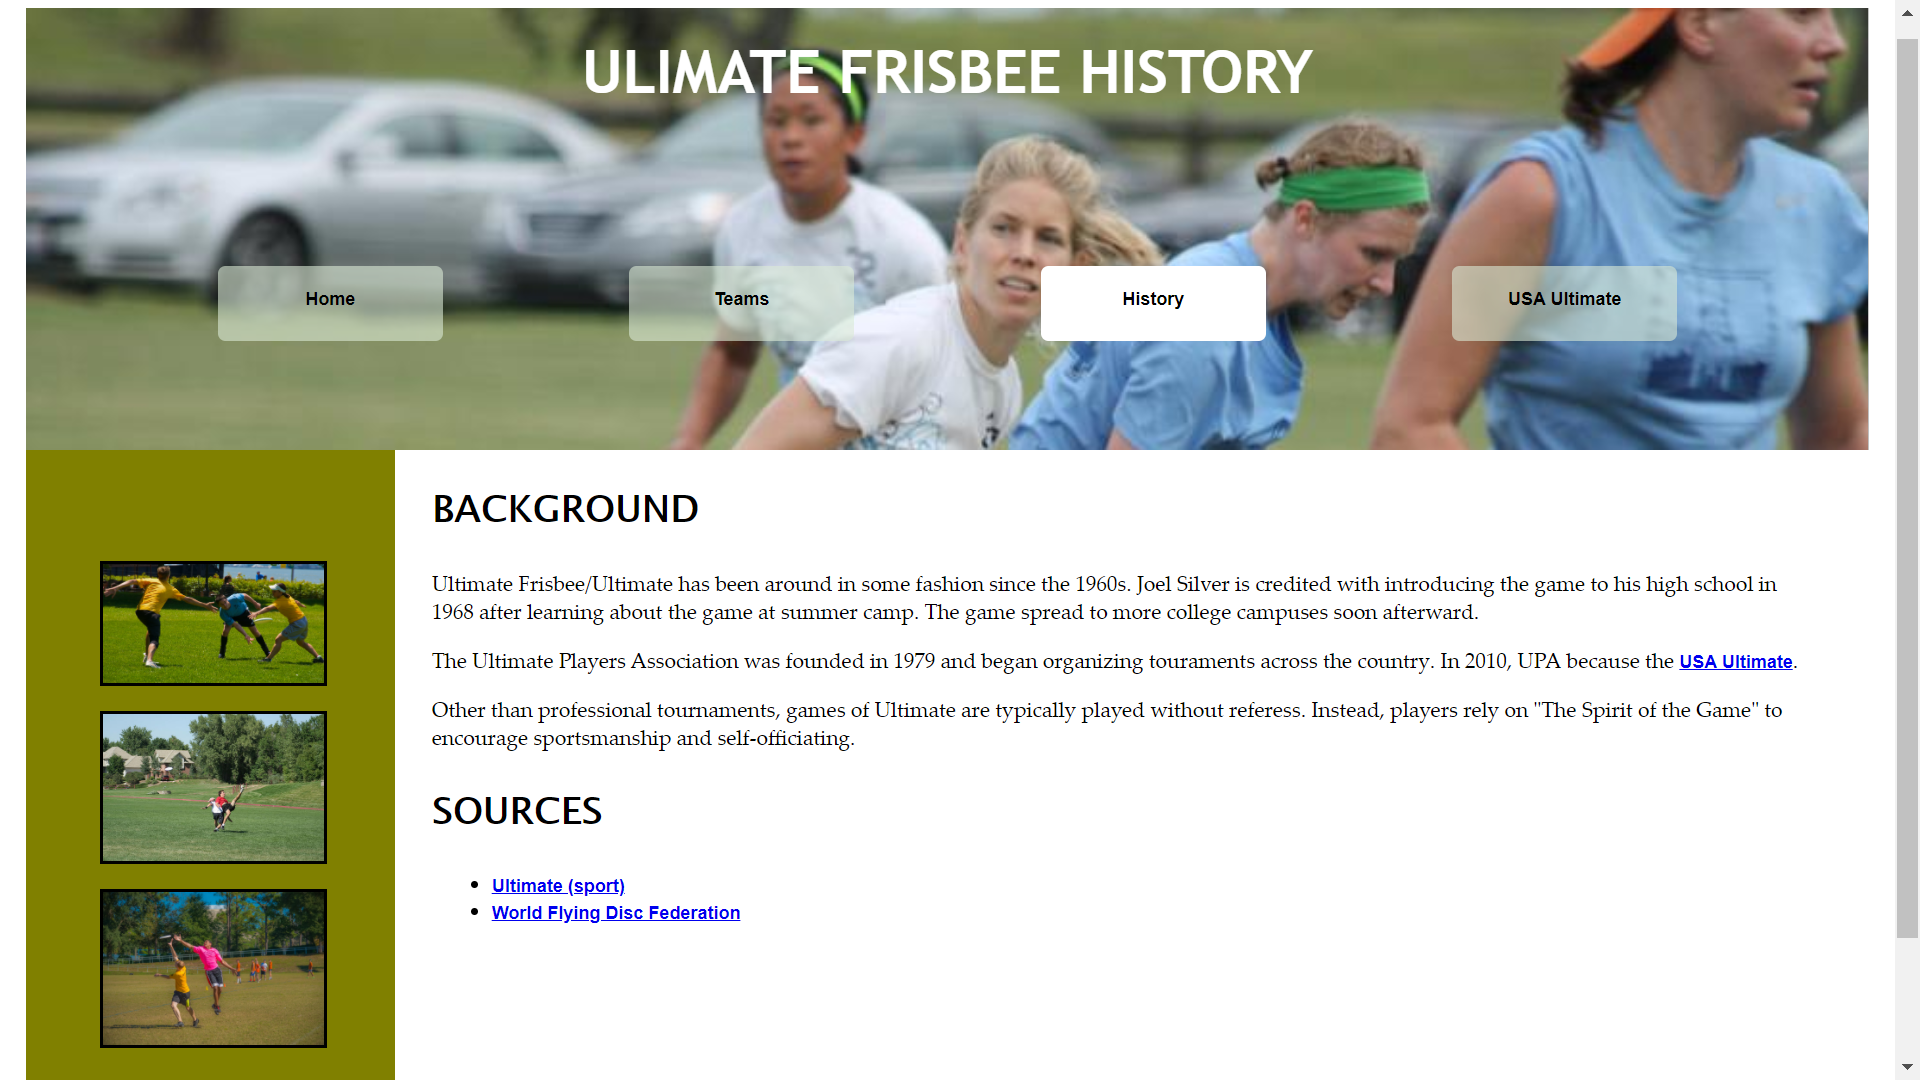 ULIMATE FRISBEE HISTORY
Home
Teams
History
USA Ultimate
BACKGROUND
Ultimate Frisbee/Ultimate has been around in some fashion since the 1960s. Joel Silver is credited with introducing the game to his high school in
1968 after learning about the game at summer camp. The game spread to more college campuses soon afterward.
The Ultimate Players Association was founded in 1979 and began organizing touraments across the country. In 2010, UPA because the USA Ultimate.
Other than professional tournaments, games of Ultimate are typically played without referess. Instead, players rely on "The Spirit of the Game" to
encourage sportsmanship and self-officiating.
SOURCES
Ultimate (sport)
World Flying Disc Federation